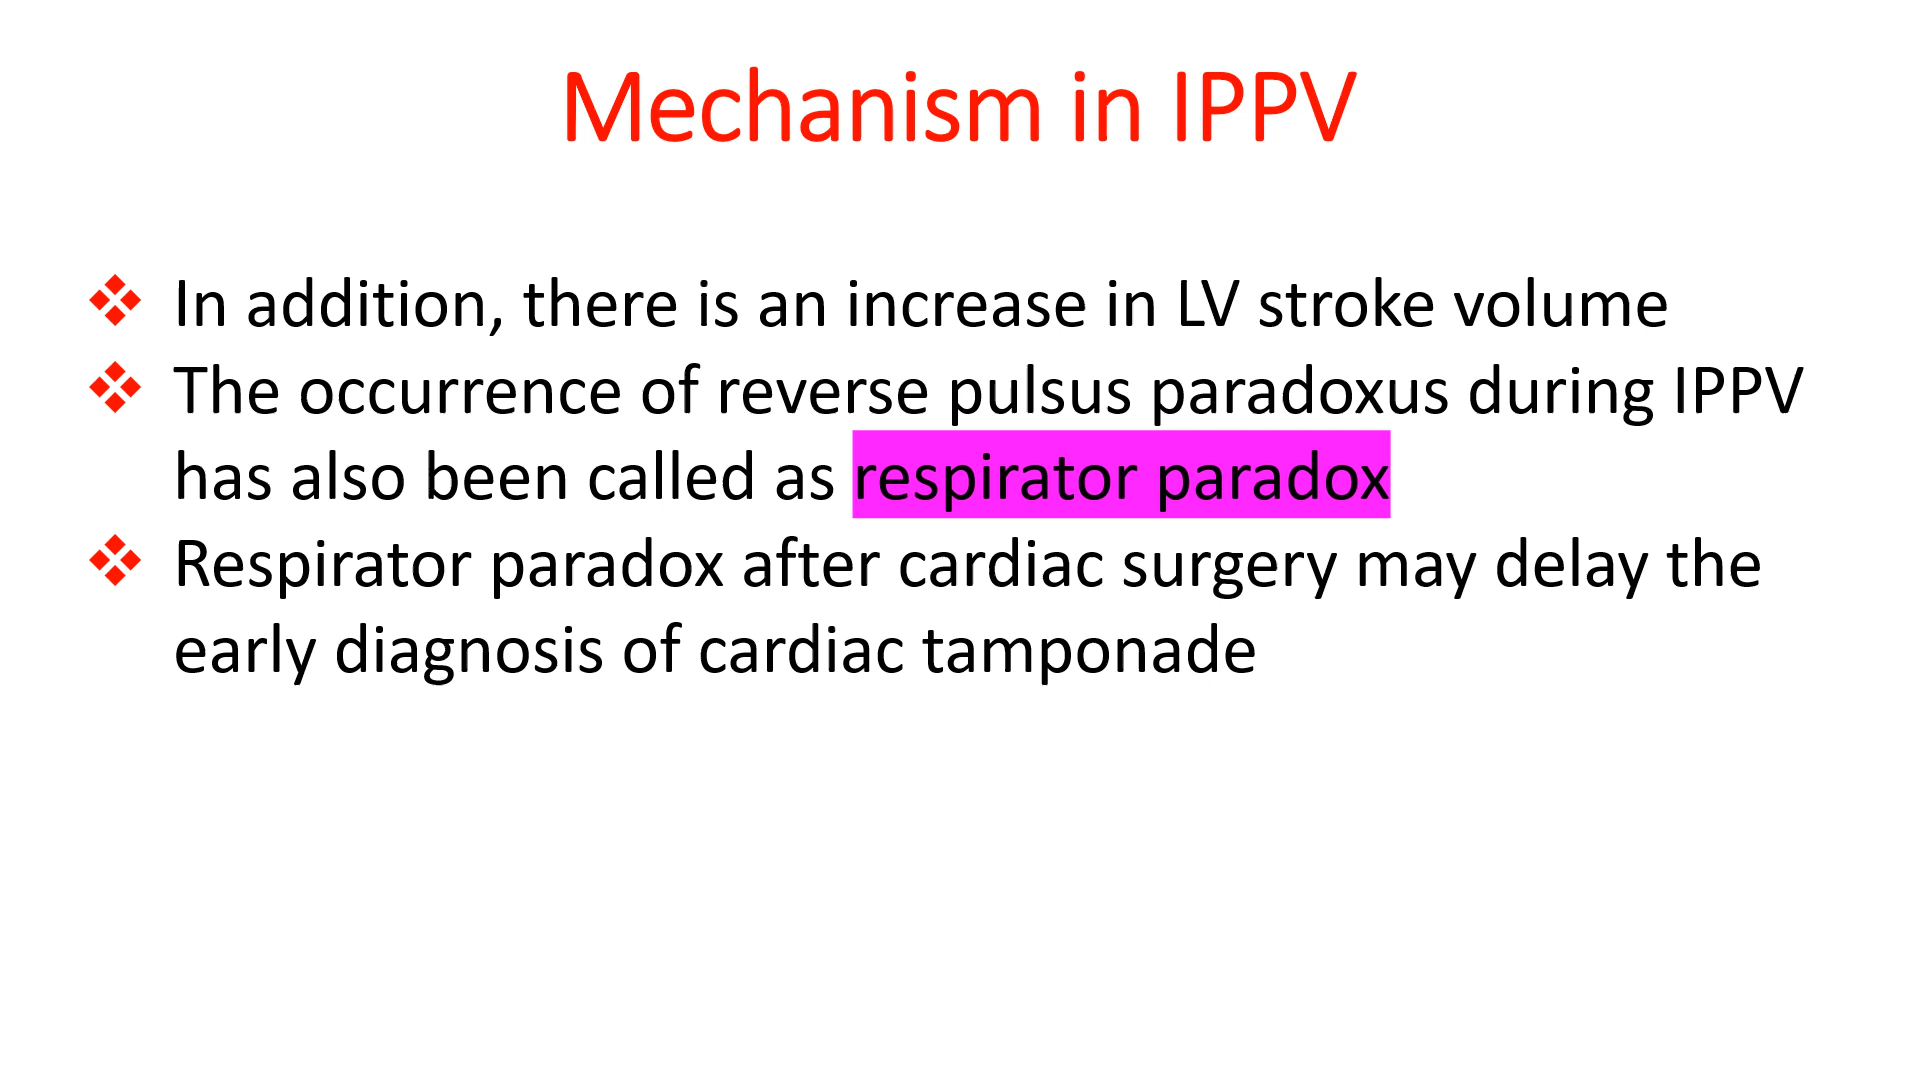 Mechanism in IPPV
In addition, there is an increase in LV stroke volume
The occurrence of reverse pulsus paradoxus during IPPV
has also been called as respirator paradox
Respirator paradox after cardiac surgery may delay the
early diagnosis of cardiac tamponade